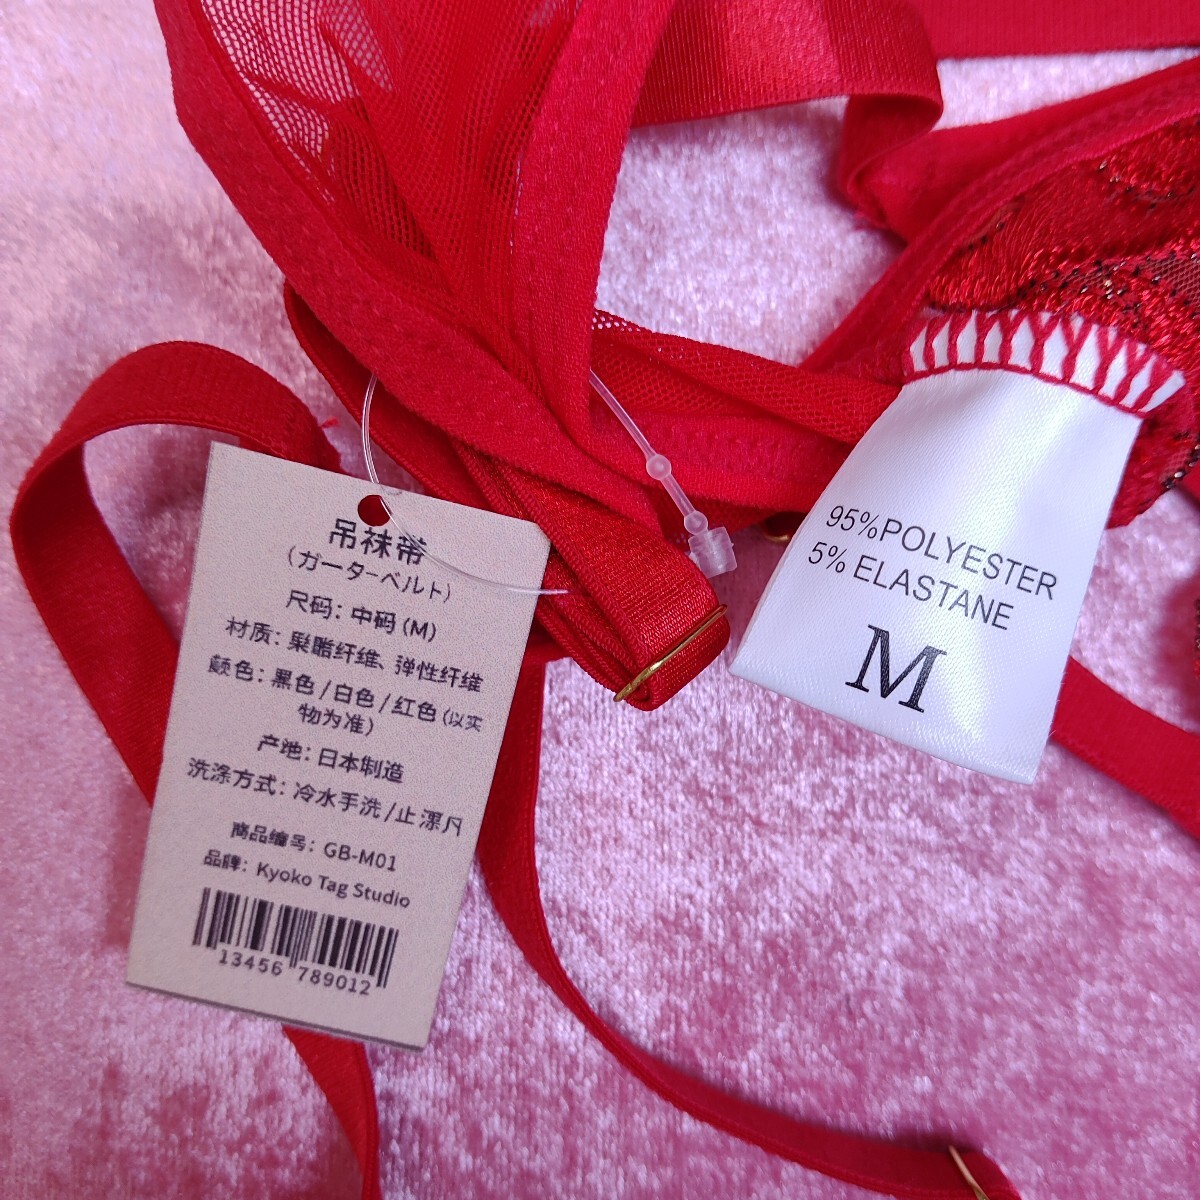 吊袜带
(ガーターベルト)
尺码: 中码 (M)
材质: 聚酯纤维、弹性纤维
颜色: 黑色 / 白色 / 红色 (以实
物为准)
产地: 日本制造
洗涤方式: 冷水手洗 / 止漂
商品编号: GB-M01
品牌: Kyoko Tag Studio
13456 789012
95%POLYESTER
5% ELASTANE
M